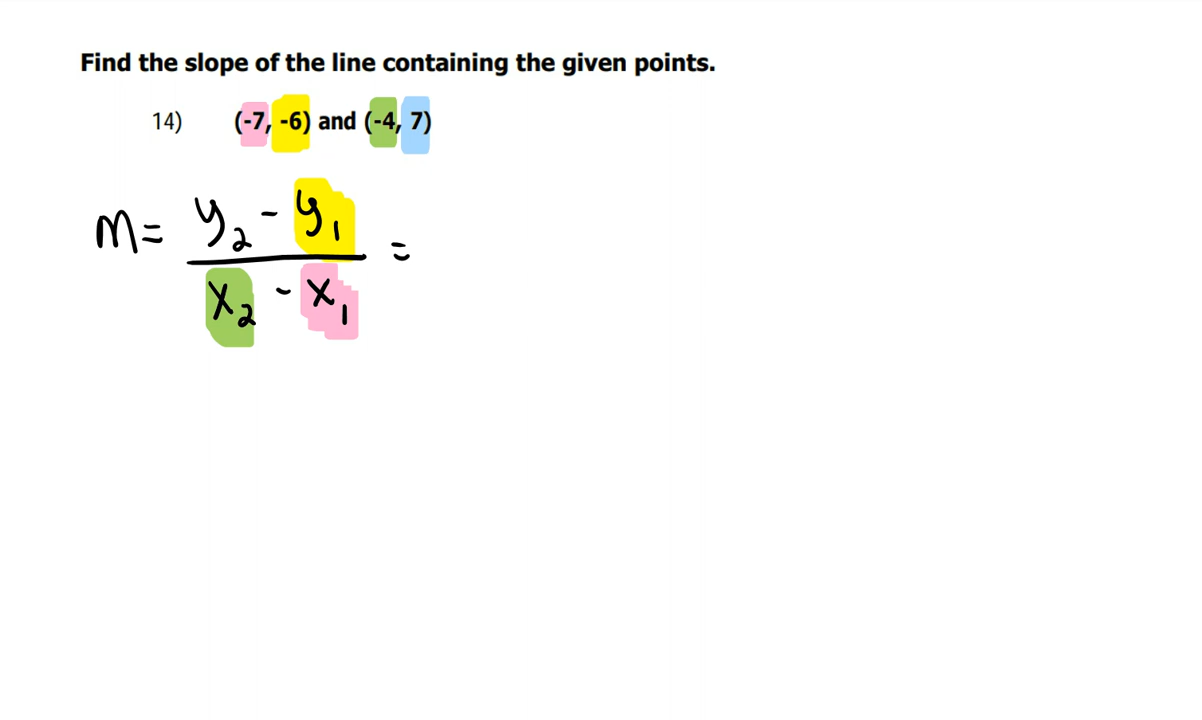 Find the slope of the line containing the given points.
14) (-7, -6) and (-4, 7)
m = y₂ - y₁ =
x₂ - x₁